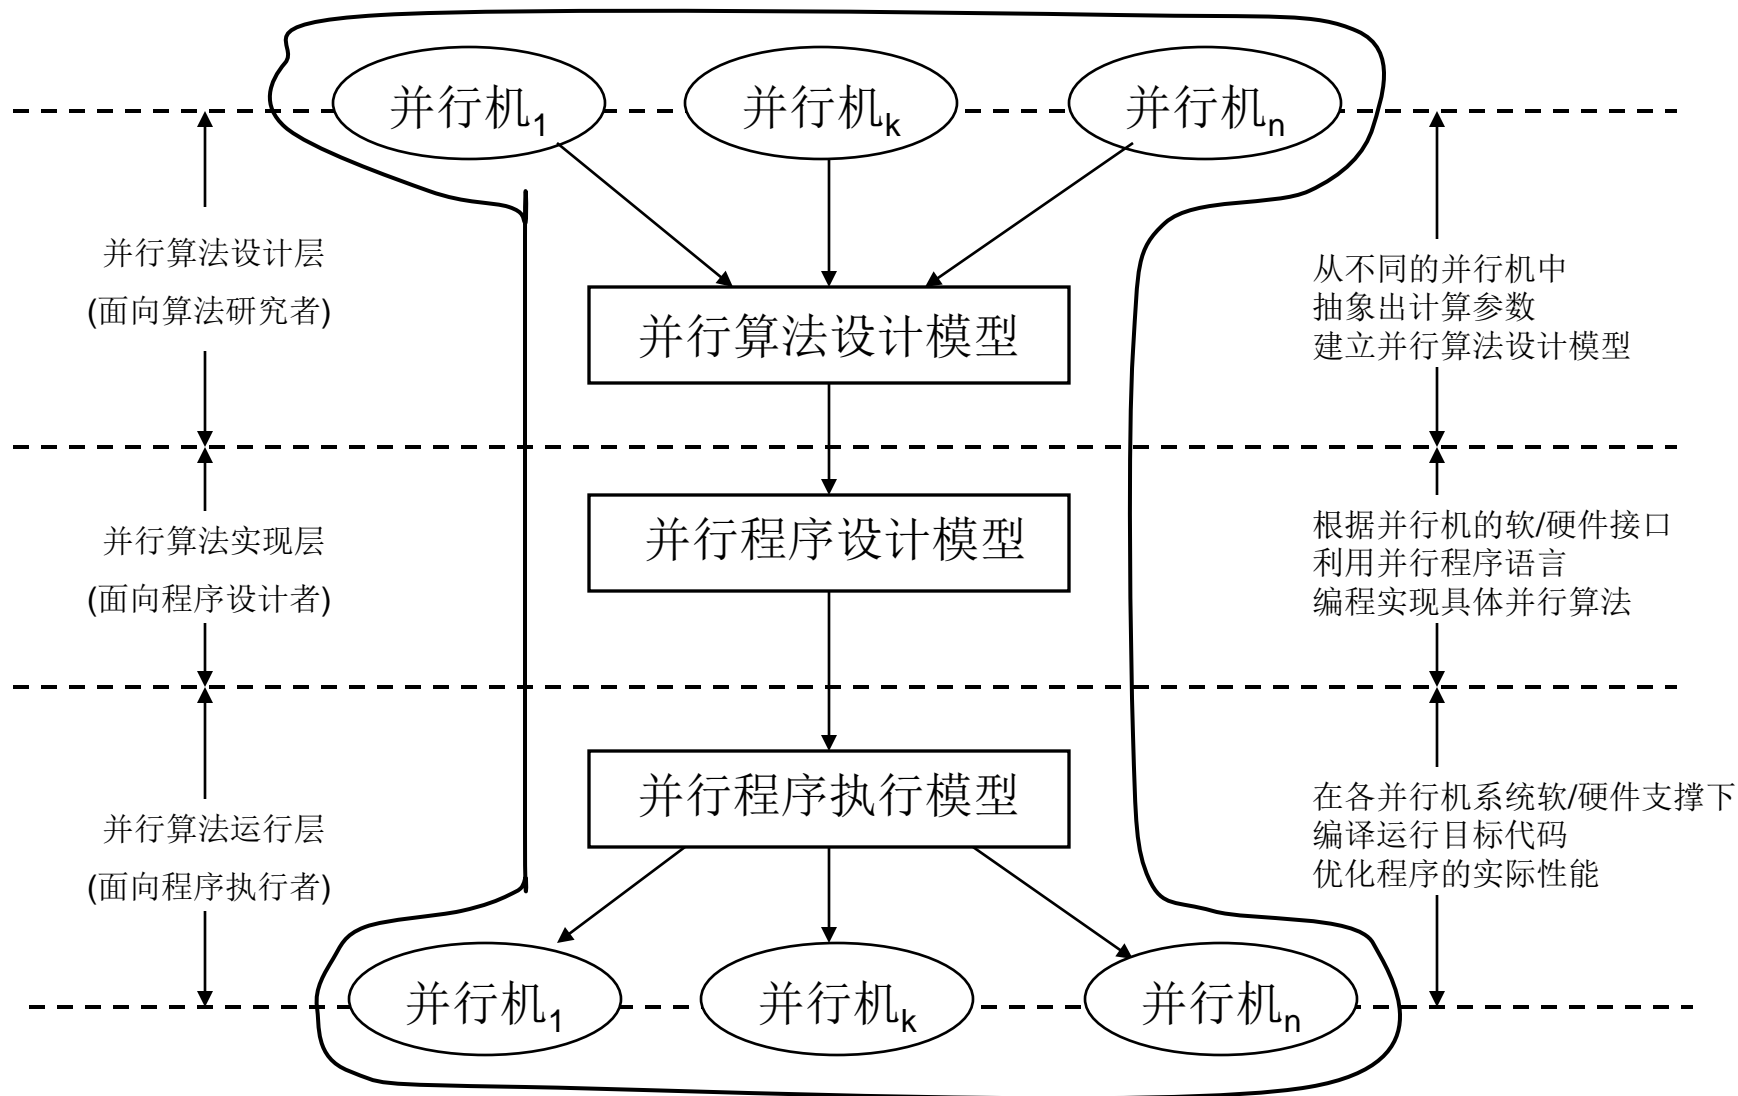 并行机1
并行机k
并行机n
并行算法设计层
(面向算法研究者)
并行算法设计模型
从不同的并行机中
抽象出计算参数
建立并行算法设计模型
并行算法实现层
(面向程序设计者)
并行程序设计模型
根据并行机的软/硬件接口
利用并行程序语言
编程实现具体并行算法
并行算法运行层
(面向程序执行者)
并行程序执行模型
在各并行机系统软/硬件支撑下
编译运行目标代码
优化程序的实际性能
并行机1
并行机k
并行机n